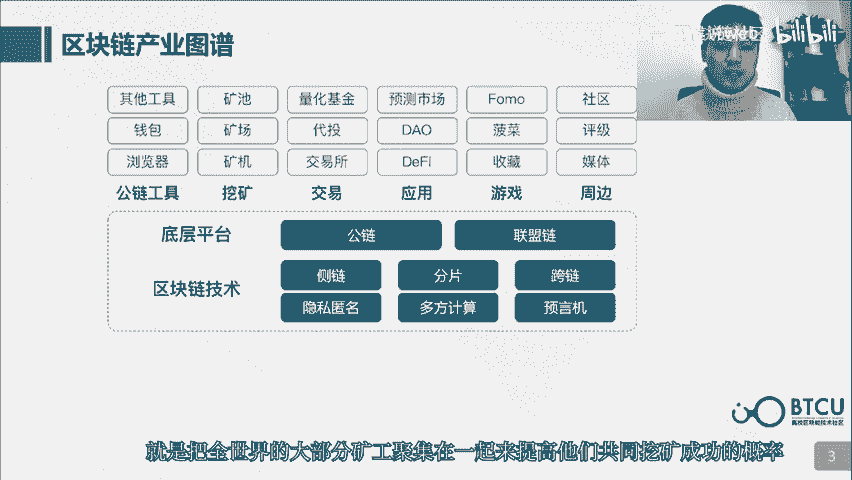 区块链产业图谱
bilibili
其他工具 矿池 量化基金 预测市场 Fomo 社区
钱包 矿场 代投 DAO 菠菜 评级
浏览器 矿机 交易所 DeFi 收藏 媒体
公链工具 挖矿 交易 应用 游戏 周边
底层平台 公链 联盟链
区块链技术 侧链 分片 跨链
隐私匿名 多方计算 预言机
BTCU
高校区块链技术社区
就是把全世界的大部分矿工聚集在一起来提高他们共同挖矿成功的概率
3